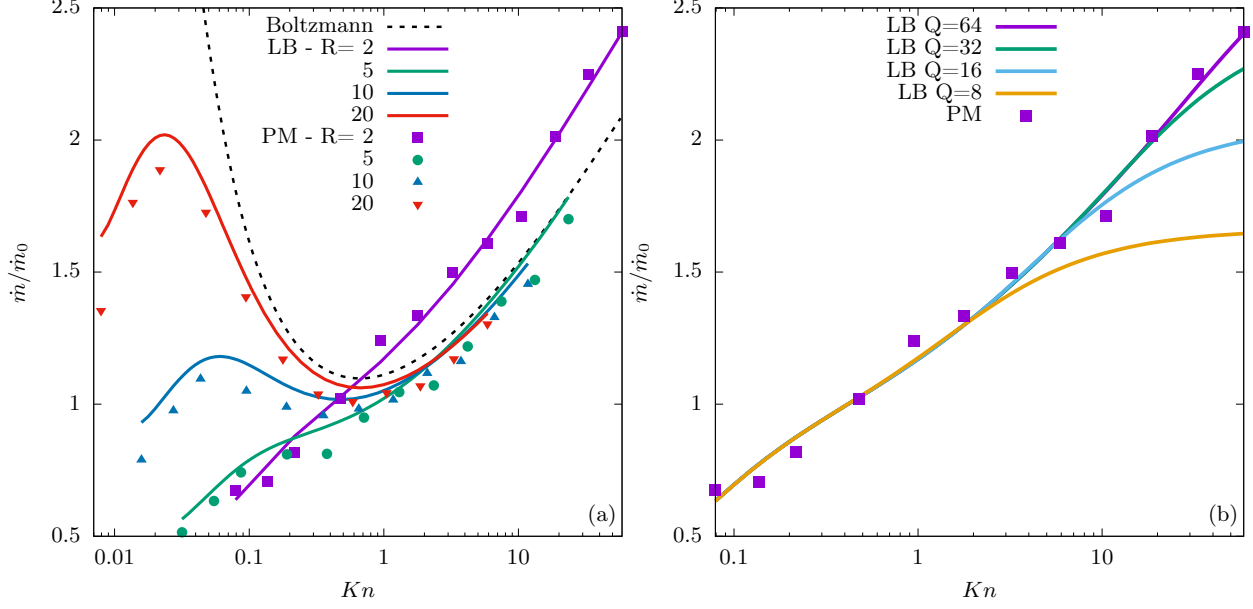 2.5
2
1.5
1
0.5
0.01
0.1
1
10
ṁ/ṁ₀
Kn
Boltzmann
LB - R= 2
5
10
20
PM - R= 2
5
10
20
(a)
2.5
2
1.5
1
0.5
0.1
1
10
ṁ/ṁ₀
Kn
LB Q=64
LB Q=32
LB Q=16
LB Q=8
PM
(b)